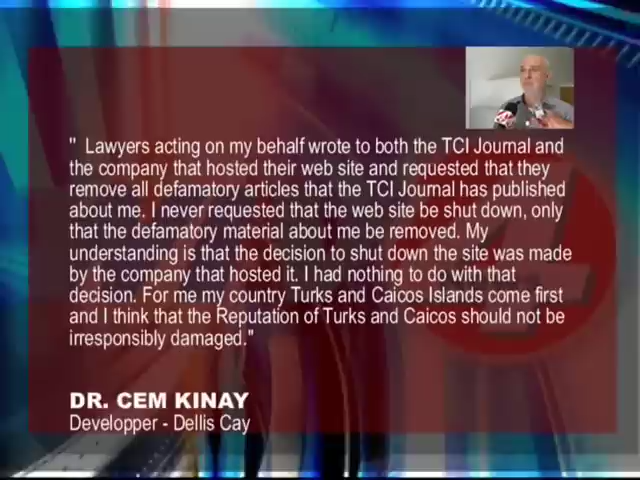 " Lawyers acting on my behalf wrote to both the TCI Journal and
the company that hosted their web site and requested that they
remove all defamatory articles that the TCI Journal has published
about me. I never requested that the web site be shut down, only
that the defamatory material about me be removed. My
understanding is that the decision to shut down the site was made
by the company that hosted it. I had nothing to do with that
decision. For me my country Turks and Caicos Islands come first
and I think that the Reputation of Turks and Caicos should not be
irresponsibly damaged."
DR. CEM KINAY
Developper - Dellis Cay